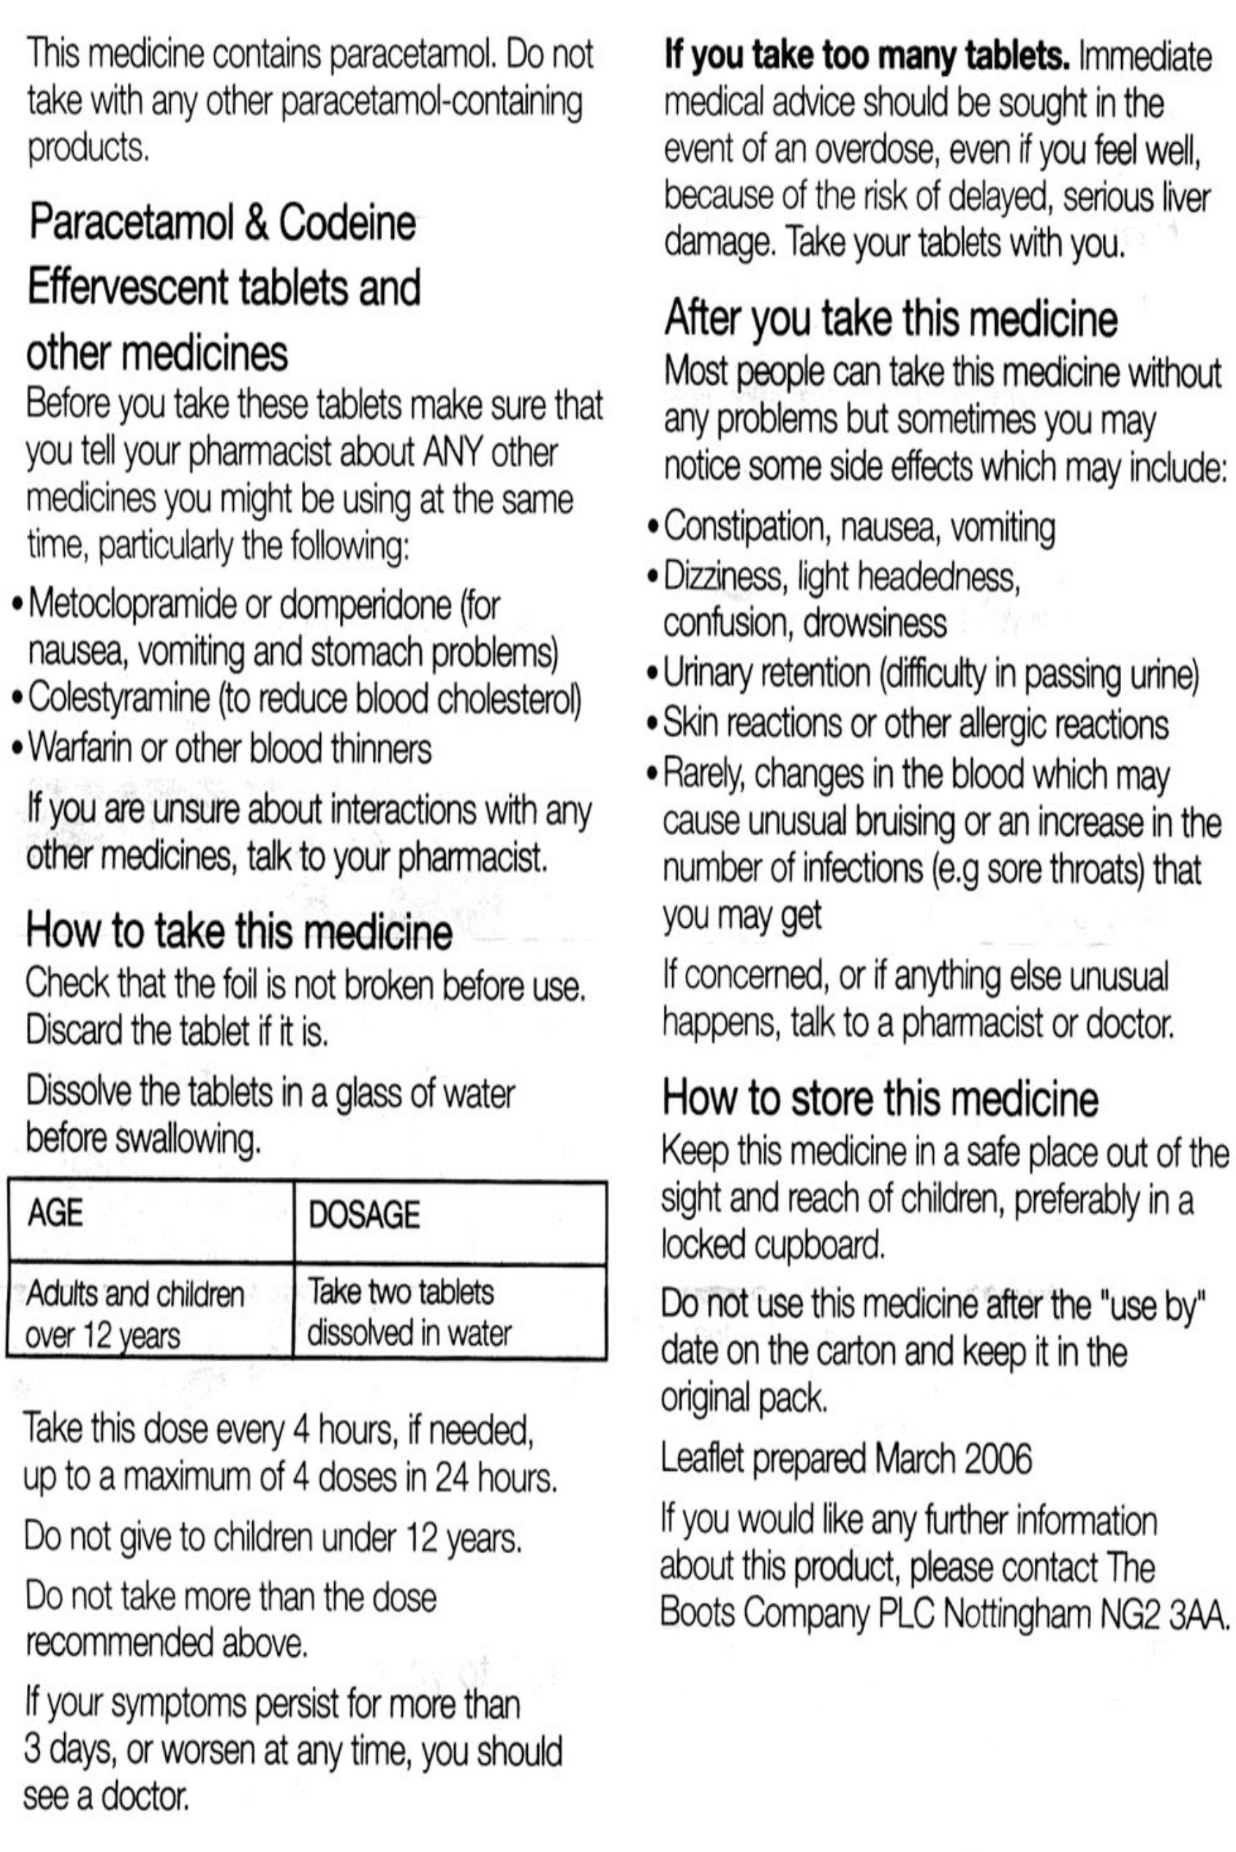 This medicine contains paracetamol. Do not
take with any other paracetamol-containing
products.
Paracetamol & Codeine
Effervescent tablets and
other medicines
Before you take these tablets make sure that
you tell your pharmacist about ANY other
medicines you might be using at the same
time, particularly the following:
• Metoclopramide or domperidone (for
nausea, vomiting and stomach problems)
• Colestyramine (to reduce blood cholesterol)
• Warfarin or other blood thinners
If you are unsure about interactions with any
other medicines, talk to your pharmacist.
How to take this medicine
Check that the foil is not broken before use.
Discard the tablet if it is.
Dissolve the tablets in a glass of water
before swallowing.
AGE DOSAGE
Adults and children Take two tablets
over 12 years dissolved in water
Take this dose every 4 hours, if needed,
up to a maximum of 4 doses in 24 hours.
Do not give to children under 12 years.
Do not take more than the dose
recommended above.
If your symptoms persist for more than
3 days, or worsen at any time, you should
see a doctor.
If you take too many tablets. Immediate
medical advice should be sought in the
event of an overdose, even if you feel well,
because of the risk of delayed, serious liver
damage. Take your tablets with you.
After you take this medicine
Most people can take this medicine without
any problems but sometimes you may
notice some side effects which may include:
• Constipation, nausea, vomiting
• Dizziness, light headedness,
confusion, drowsiness
• Urinary retention (difficulty in passing urine)
• Skin reactions or other allergic reactions
• Rarely, changes in the blood which may
cause unusual bruising or an increase in the
number of infections (e.g sore throats) that
you may get
If concerned, or if anything else unusual
happens, talk to a pharmacist or doctor.
How to store this medicine
Keep this medicine in a safe place out of the
sight and reach of children, preferably in a
locked cupboard.
Do not use this medicine after the "use by"
date on the carton and keep it in the
original pack.
Leaflet prepared March 2006
If you would like any further information
about this product, please contact The
Boots Company PLC Nottingham NG2 3AA.